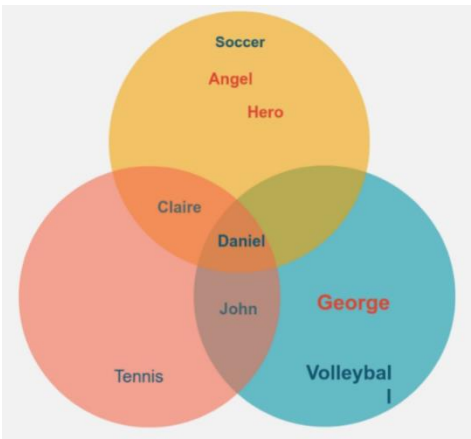 Soccer
Angel
Hero
Claire
Daniel
John
George
Tennis
Volleybal
l